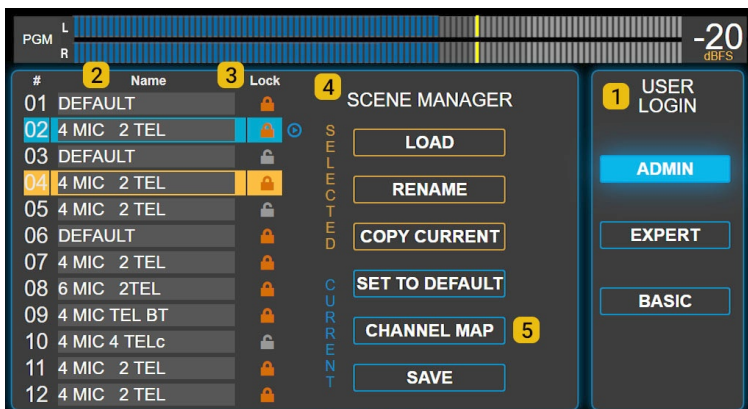 PGM
L
R
-20
dBFS
# 2 Name 3 Lock
01 DEFAULT
02 4 MIC 2 TEL
03 DEFAULT
04 4 MIC 2 TEL
05 4 MIC 2 TEL
06 DEFAULT
07 4 MIC 2 TEL
08 6 MIC 2TEL
09 4 MIC TEL BT
10 4 MIC 4 TELc
11 4 MIC 2 TEL
12 4 MIC 2 TEL
4 SCENE MANAGER
SELECTED
LOAD
RENAME
COPY CURRENT
CURRENT
SET TO DEFAULT
CHANNEL MAP 5
SAVE
1 USER
LOGIN
ADMIN
EXPERT
BASIC